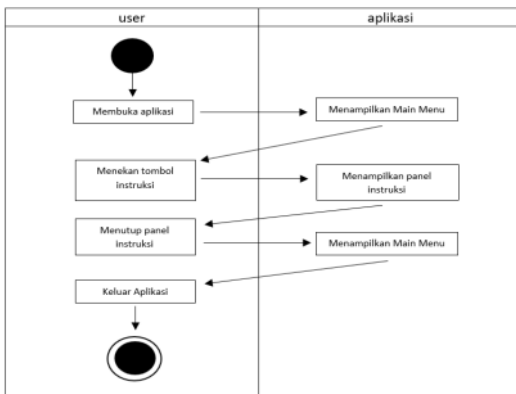 user
aplikasi
Membuka aplikasi
Menampilkan Main Menu
Menekan tombol
instruksi
Menampilkan panel
instruksi
Menutup panel
instruksi
Menampilkan Main Menu
Keluar Aplikasi